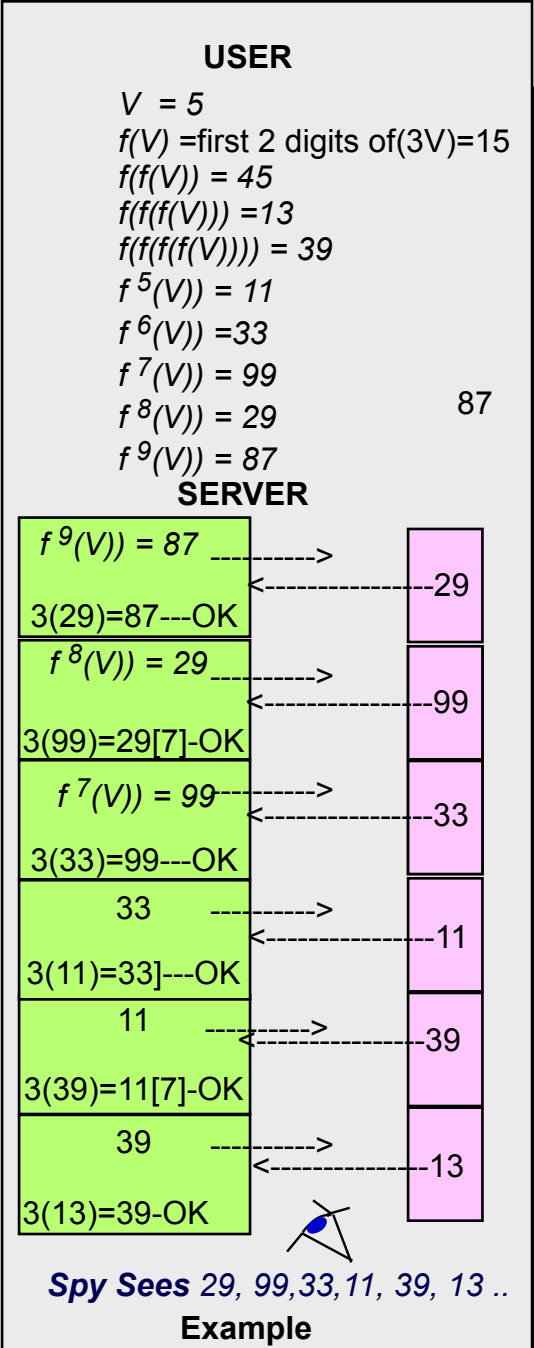 USER
V = 5
f(V) =first 2 digits of(3V)=15
f(f(V)) = 45
f(f(f(V))) =13
f(f(f(f(V)))) = 39
f 5(V)) = 11
f 6(V)) =33
f 7(V)) = 99
f 8(V)) = 29
87
f 9(V)) = 87
SERVER
f 9(V)) = 87 ---------->
<----------------29
3(29)=87---OK
f 8(V)) = 29 ---------->
<----------------99
3(99)=29[7]-OK
f 7(V)) = 99 ---------->
<----------------33
3(33)=99---OK
33 ---------->
<----------------11
3(11)=33]---OK
11 ---------->
<----------------39
3(39)=11[7]-OK
39 ---------->
<----------------13
3(13)=39-OK
Spy Sees 29, 99,33,11, 39, 13 ..
Example